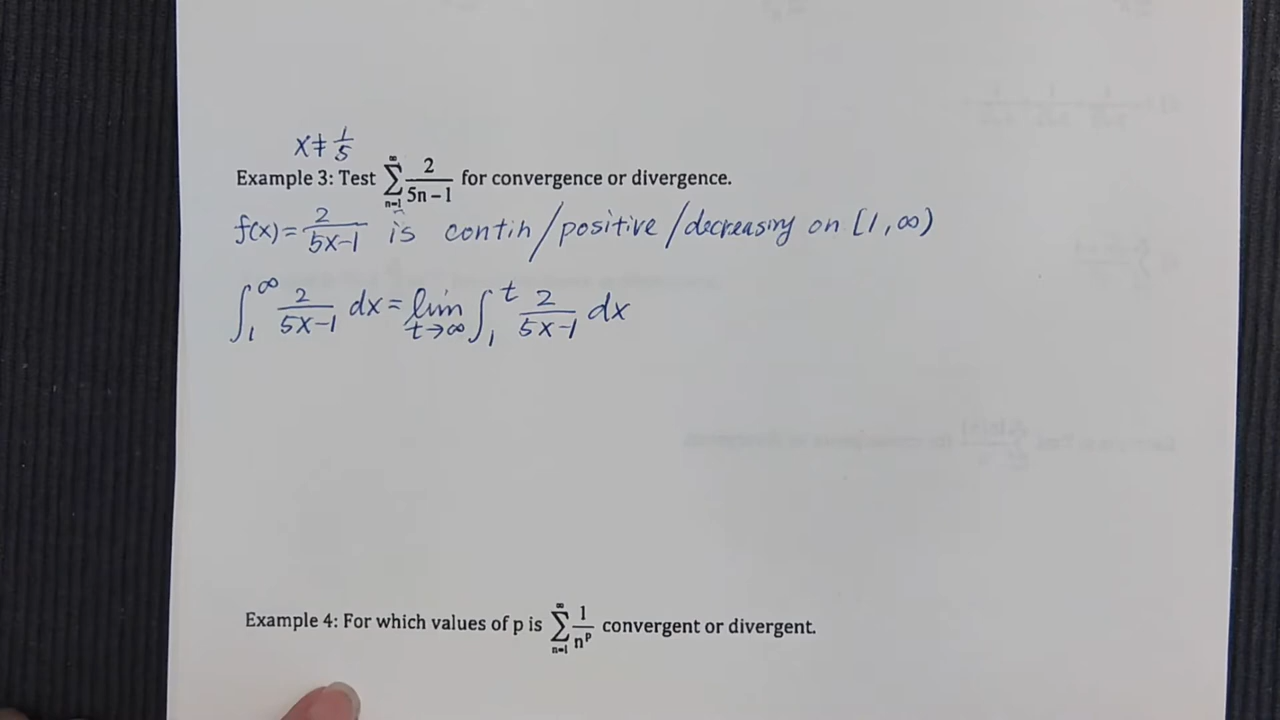 x ≠ 1/5
Example 3: Test ∑_{n=1}^{∞} 2/(5n−1) for convergence or divergence.
f(x) = 2/(5x−1) is contin/positive/decreasing on [1,∞)
∫_1^∞ 2/(5x−1) dx = lim_{t→∞} ∫_1^t 2/(5x−1) dx
Example 4: For which values of p is ∑_{n=1}^{∞} 1/n^p convergent or divergent.